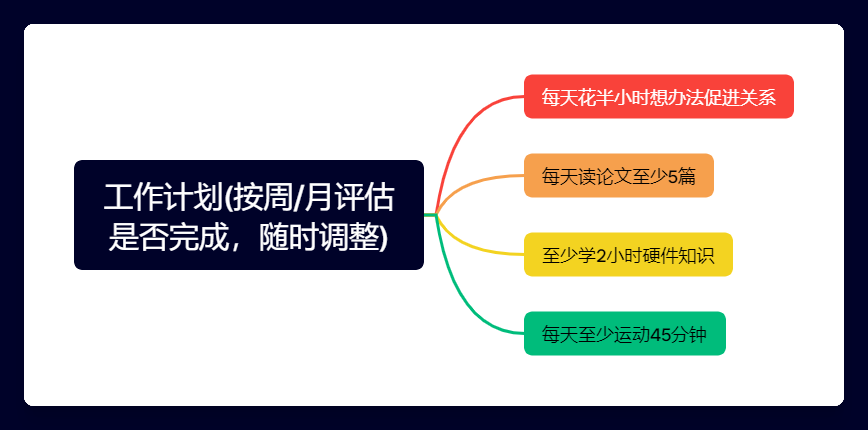 工作计划(按周/月评估
是否完成，随时调整)
每天花半小时想办法促进关系
每天读论文至少5篇
至少学2小时硬件知识
每天至少运动45分钟